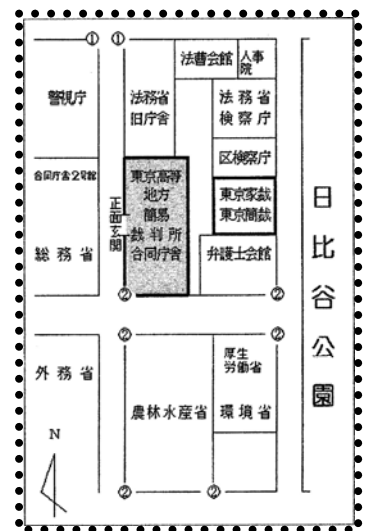 ① ①
法曹会館
人事
院
警視庁
法務省
旧庁舎
法務省
検察庁
区検察庁
合同庁舎2号館
東京高等
地方
簡易
裁判所
合同庁舎
正面玄関
東京家裁
東京簡裁
総務省
弁護士会館
② ②
② ②
日比谷公園
外務省
厚生
労働省
農林水産省
環境省
N
② ②